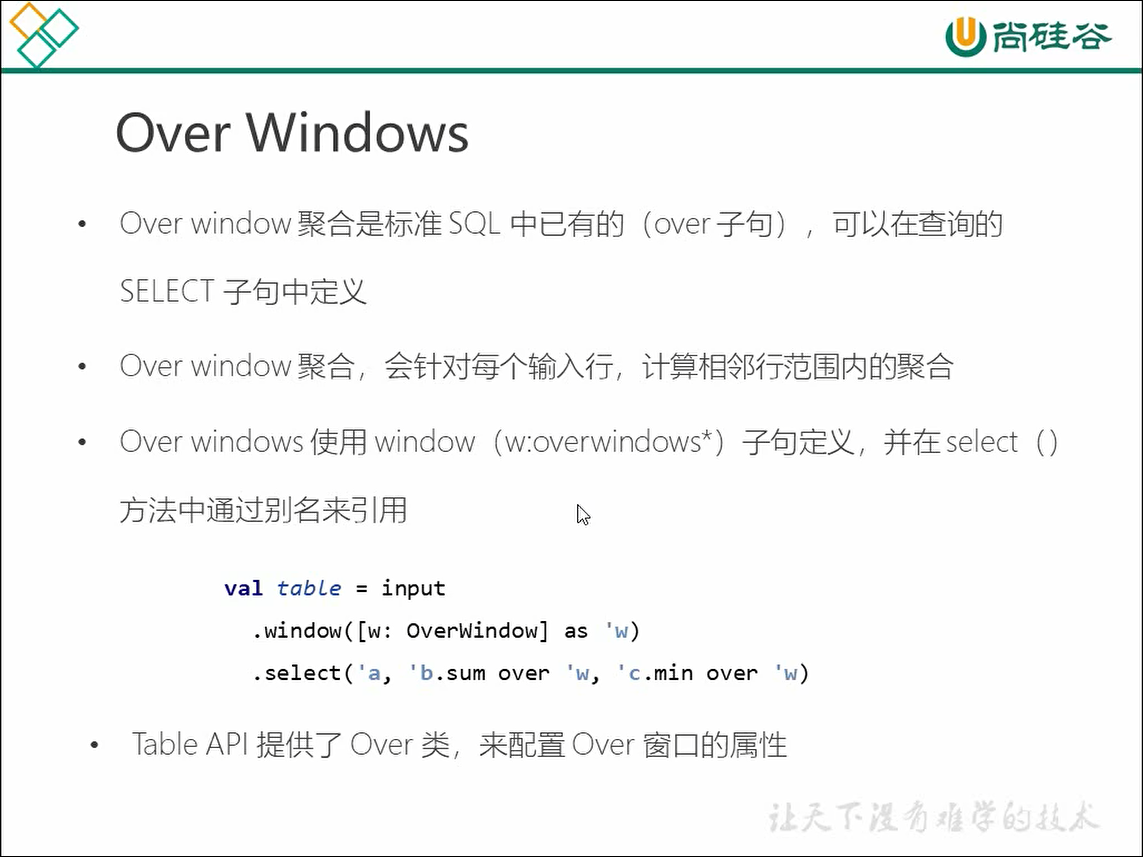 尚硅谷
Over Windows
• Over window 聚合是标准 SQL 中已有的（over 子句），可以在查询的
SELECT 子句中定义
• Over window 聚合，会针对每个输入行，计算相邻行范围内的聚合
• Over windows 使用 window（w:overwindows*）子句定义，并在 select（）
方法中通过别名来引用
val table = input
.window([w: OverWindow] as 'w)
.select('a, 'b.sum over 'w, 'c.min over 'w)
• Table API 提供了 Over 类，来配置 Over 窗口的属性
让天下没有难学的技术